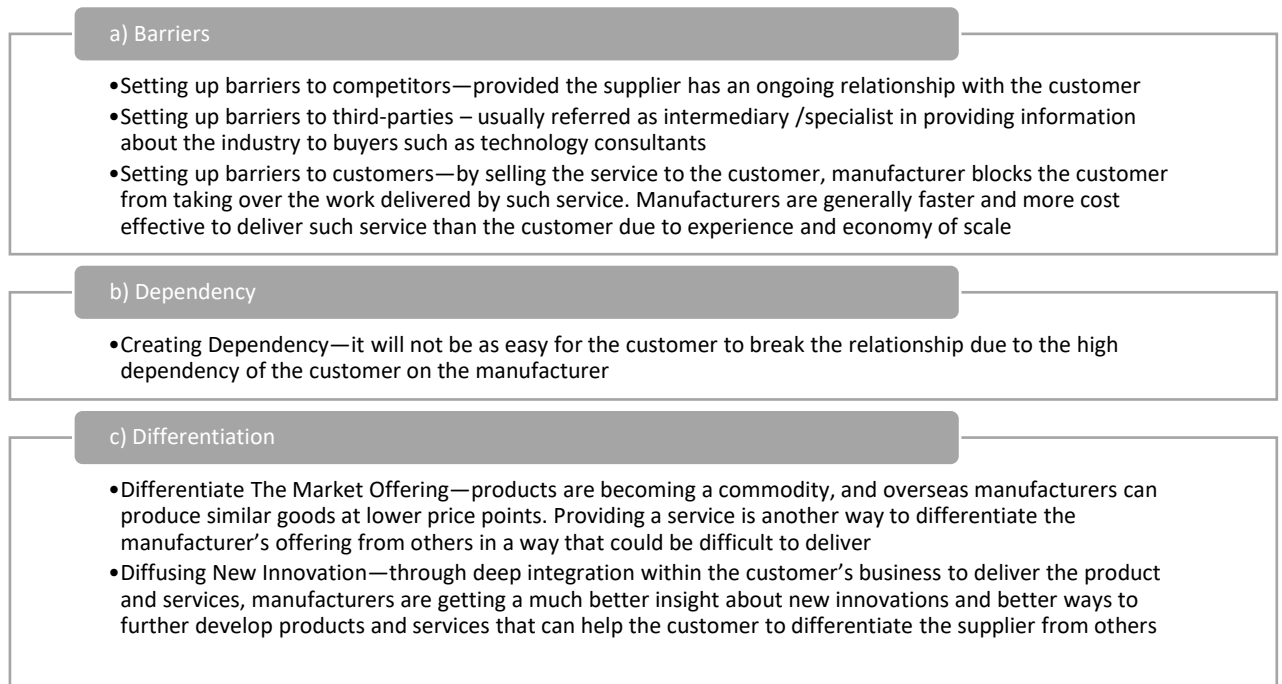 a) Barriers
•Setting up barriers to competitors—provided the supplier has an ongoing relationship with the customer
•Setting up barriers to third-parties – usually referred as intermediary /specialist in providing information
about the industry to buyers such as technology consultants
•Setting up barriers to customers—by selling the service to the customer, manufacturer blocks the customer
from taking over the work delivered by such service. Manufacturers are generally faster and more cost
effective to deliver such service than the customer due to experience and economy of scale
b) Dependency
•Creating Dependency—it will not be as easy for the customer to break the relationship due to the high
dependency of the customer on the manufacturer
c) Differentiation
•Differentiate The Market Offering—products are becoming a commodity, and overseas manufacturers can
produce similar goods at lower price points. Providing a service is another way to differentiate the
manufacturer's offering from others in a way that could be difficult to deliver
•Diffusing New Innovation—through deep integration within the customer's business to deliver the product
and services, manufacturers are getting a much better insight about new innovations and better ways to
further develop products and services that can help the customer to differentiate the supplier from others